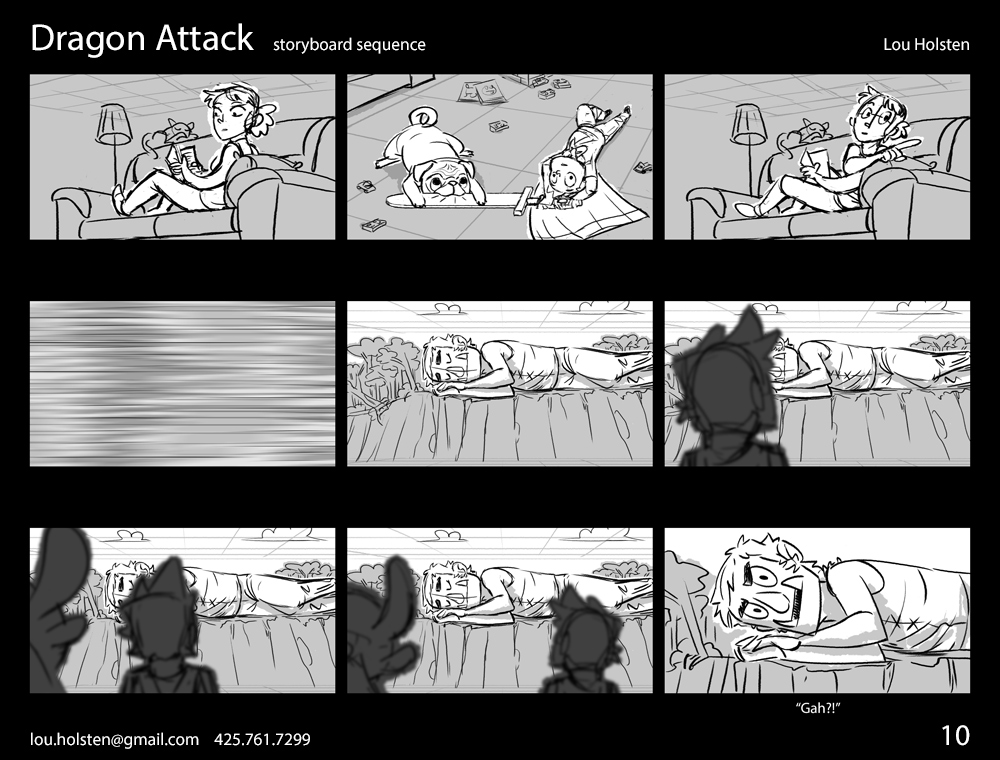 Dragon Attack storyboard sequence
Lou Holsten
“Gah?!”
lou.holsten@gmail.com 425.761.7299
10